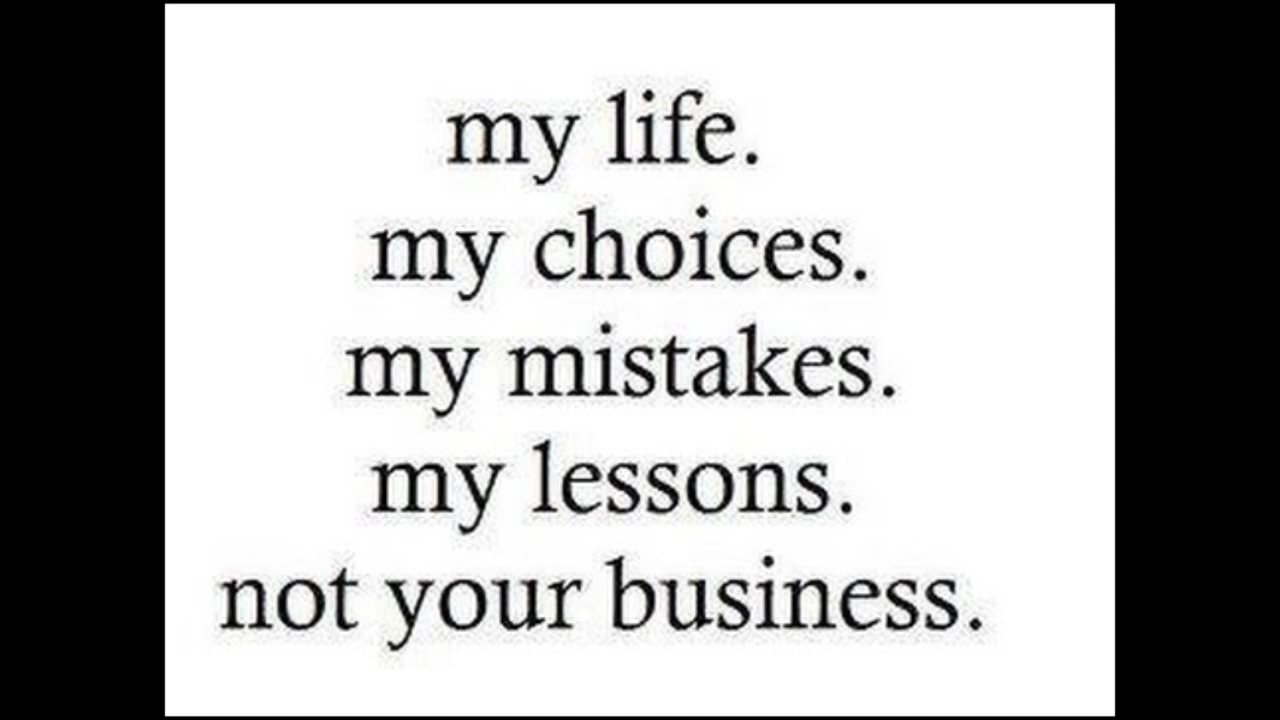 my life.
my choices.
my mistakes.
my lessons.
not your business.